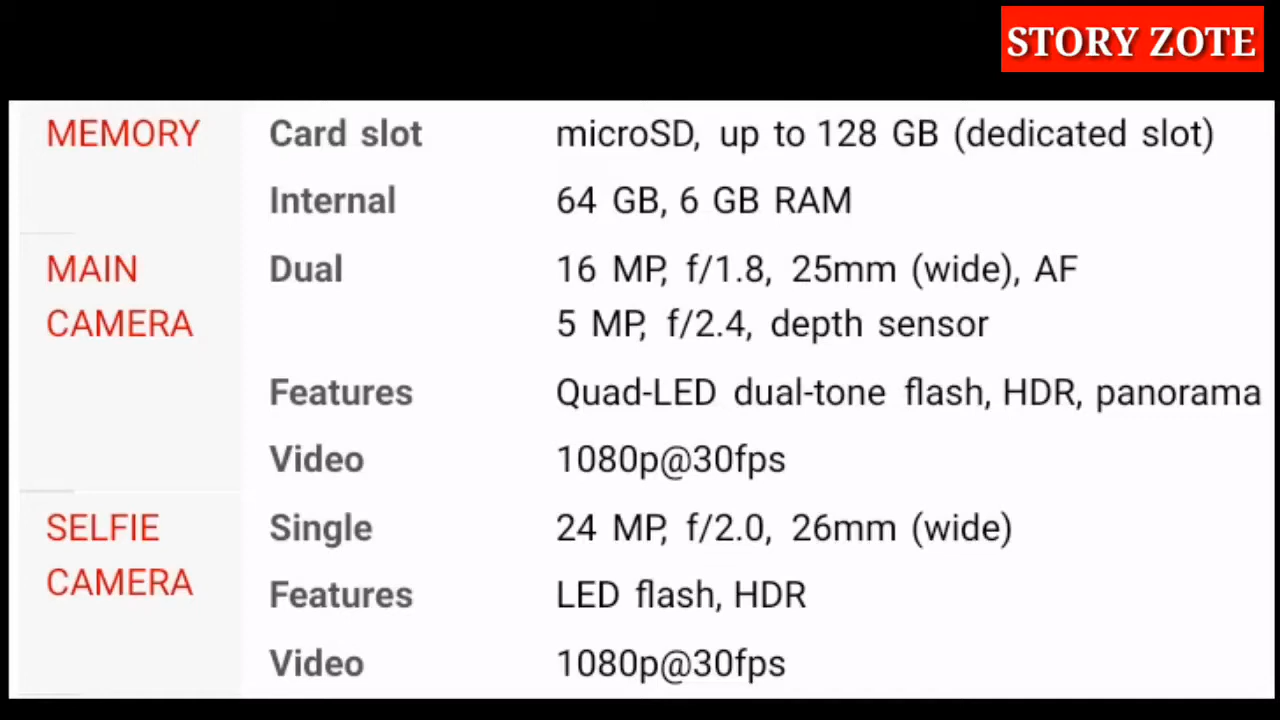 STORY ZOTE
MEMORY Card slot microSD, up to 128 GB (dedicated slot)
Internal 64 GB, 6 GB RAM
MAIN Dual 16 MP, f/1.8, 25mm (wide), AF
CAMERA 5 MP, f/2.4, depth sensor
Features Quad-LED dual-tone flash, HDR, panorama
Video 1080p@30fps
SELFIE Single 24 MP, f/2.0, 26mm (wide)
CAMERA
Features LED flash, HDR
Video 1080p@30fps